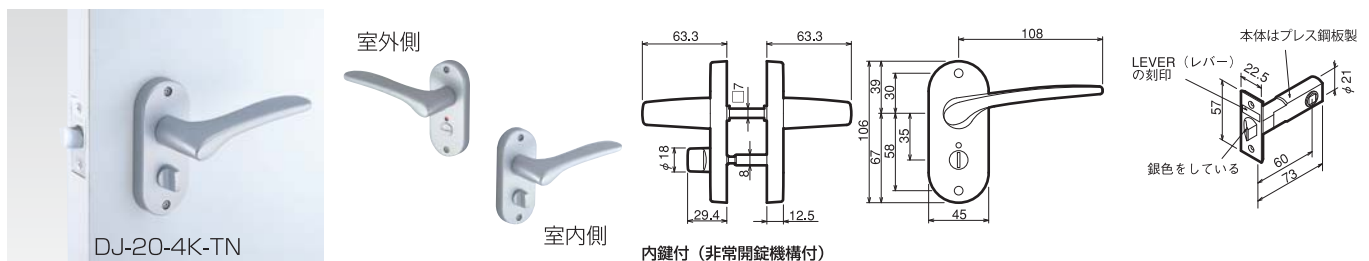 DJ-20-4K-TN
室外側
室内側
63.3
63.3
□7
φ18
8
29.4
12.5
内鍵付（非常開錠機構付）
108
106
39
30
67
58
35
45
本体はプレス鋼板製
LEVER（レバー）
の刻印
22.5
57
φ21
銀色をしている
60
73